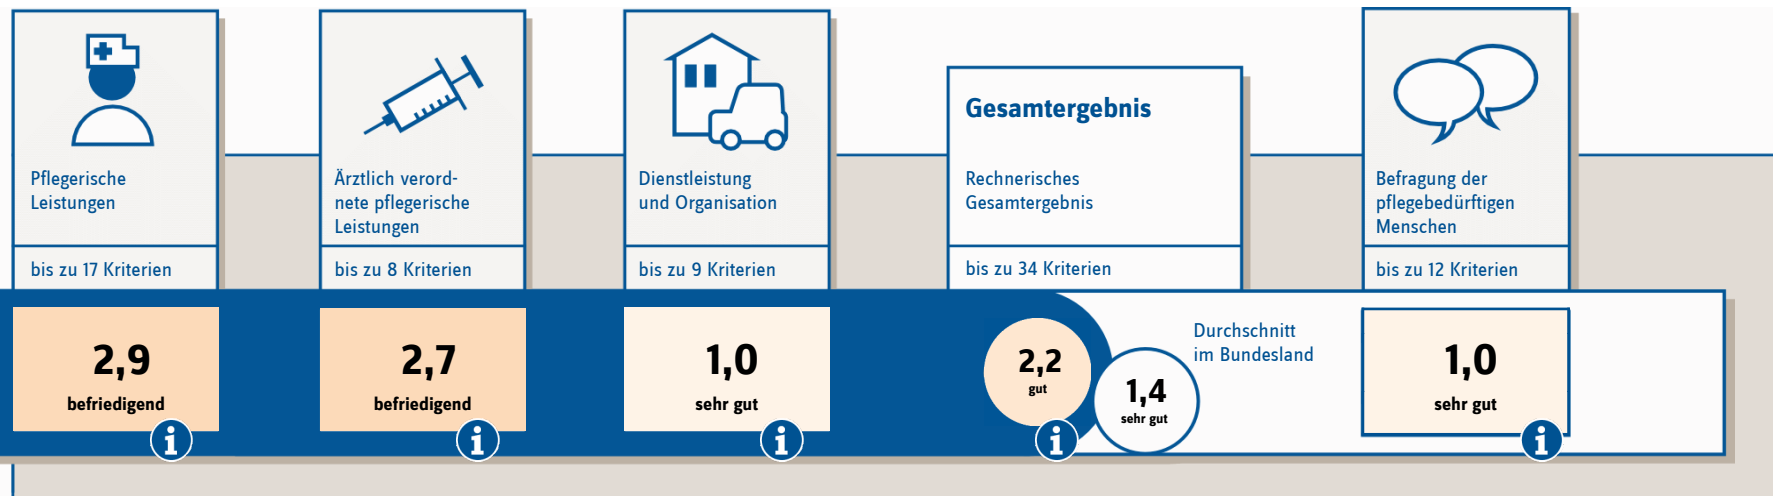 Pflegerische
Leistungen
bis zu 17 Kriterien
2,9
befriedigend
i
Ärztlich verord-
nete pflegerische
Leistungen
bis zu 8 Kriterien
2,7
befriedigend
i
Dienstleistung
und Organisation
bis zu 9 Kriterien
1,0
sehr gut
i
Gesamtergebnis
Rechnerisches
Gesamtergebnis
bis zu 34 Kriterien
2,2
gut
i
1,4
sehr gut
Durchschnitt
im Bundesland
Befragung der
pflegebedürftigen
Menschen
bis zu 12 Kriterien
1,0
sehr gut
i